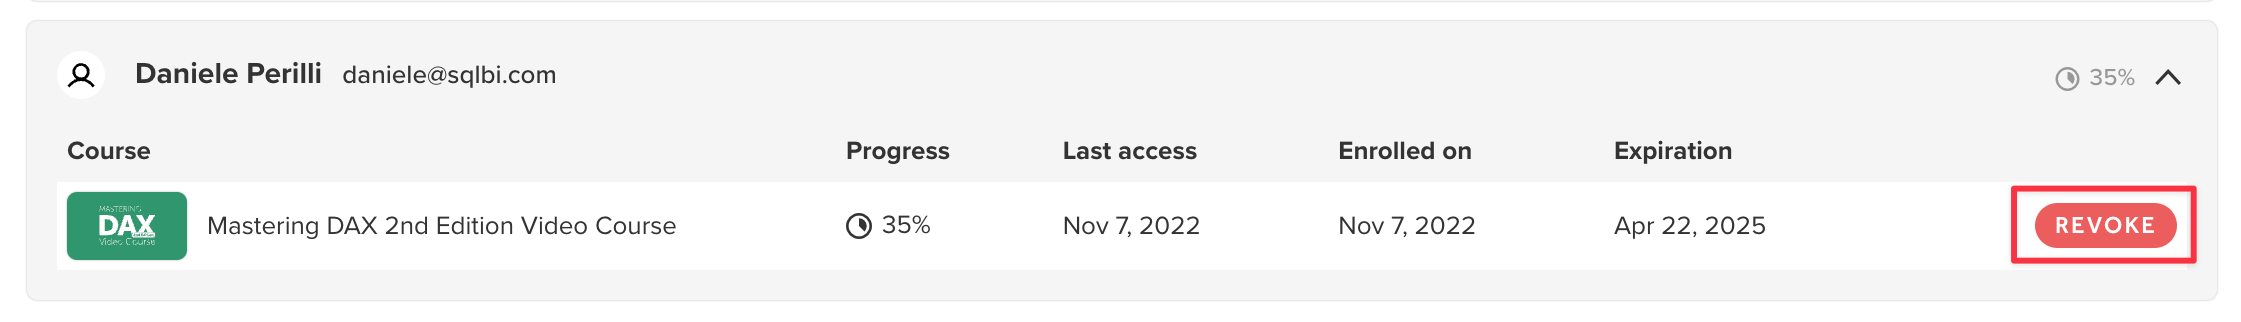 Daniele Perilli daniele@sqlbi.com 35%
Course Progress Last access Enrolled on Expiration
MASTERING
DAX
Video Course
Mastering DAX 2nd Edition Video Course 35% Nov 7, 2022 Nov 7, 2022 Apr 22, 2025 REVOKE